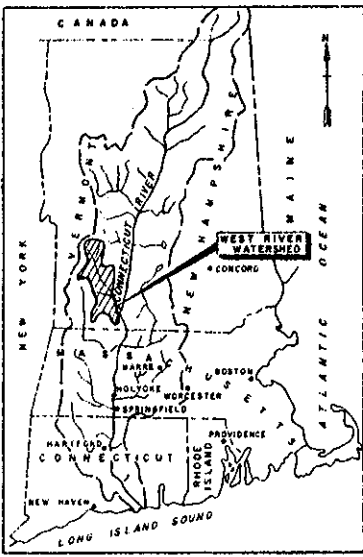 CANADA
N
VERMONT
CONNECTICUT RIVER
NEW HAMPSHIRE
MAINE
NEW YORK
WEST RIVER
WATERSHED
CONCORD
ATLANTIC OCEAN
MASSACHUSETTS
BARRE
BOSTON
HOLYOKE
WORCESTER
SPRINGFIELD
HARTFORD
PROVIDENCE
CONNECTICUT
RHODE
ISLAND
NEW HAVEN
LONG ISLAND SOUND